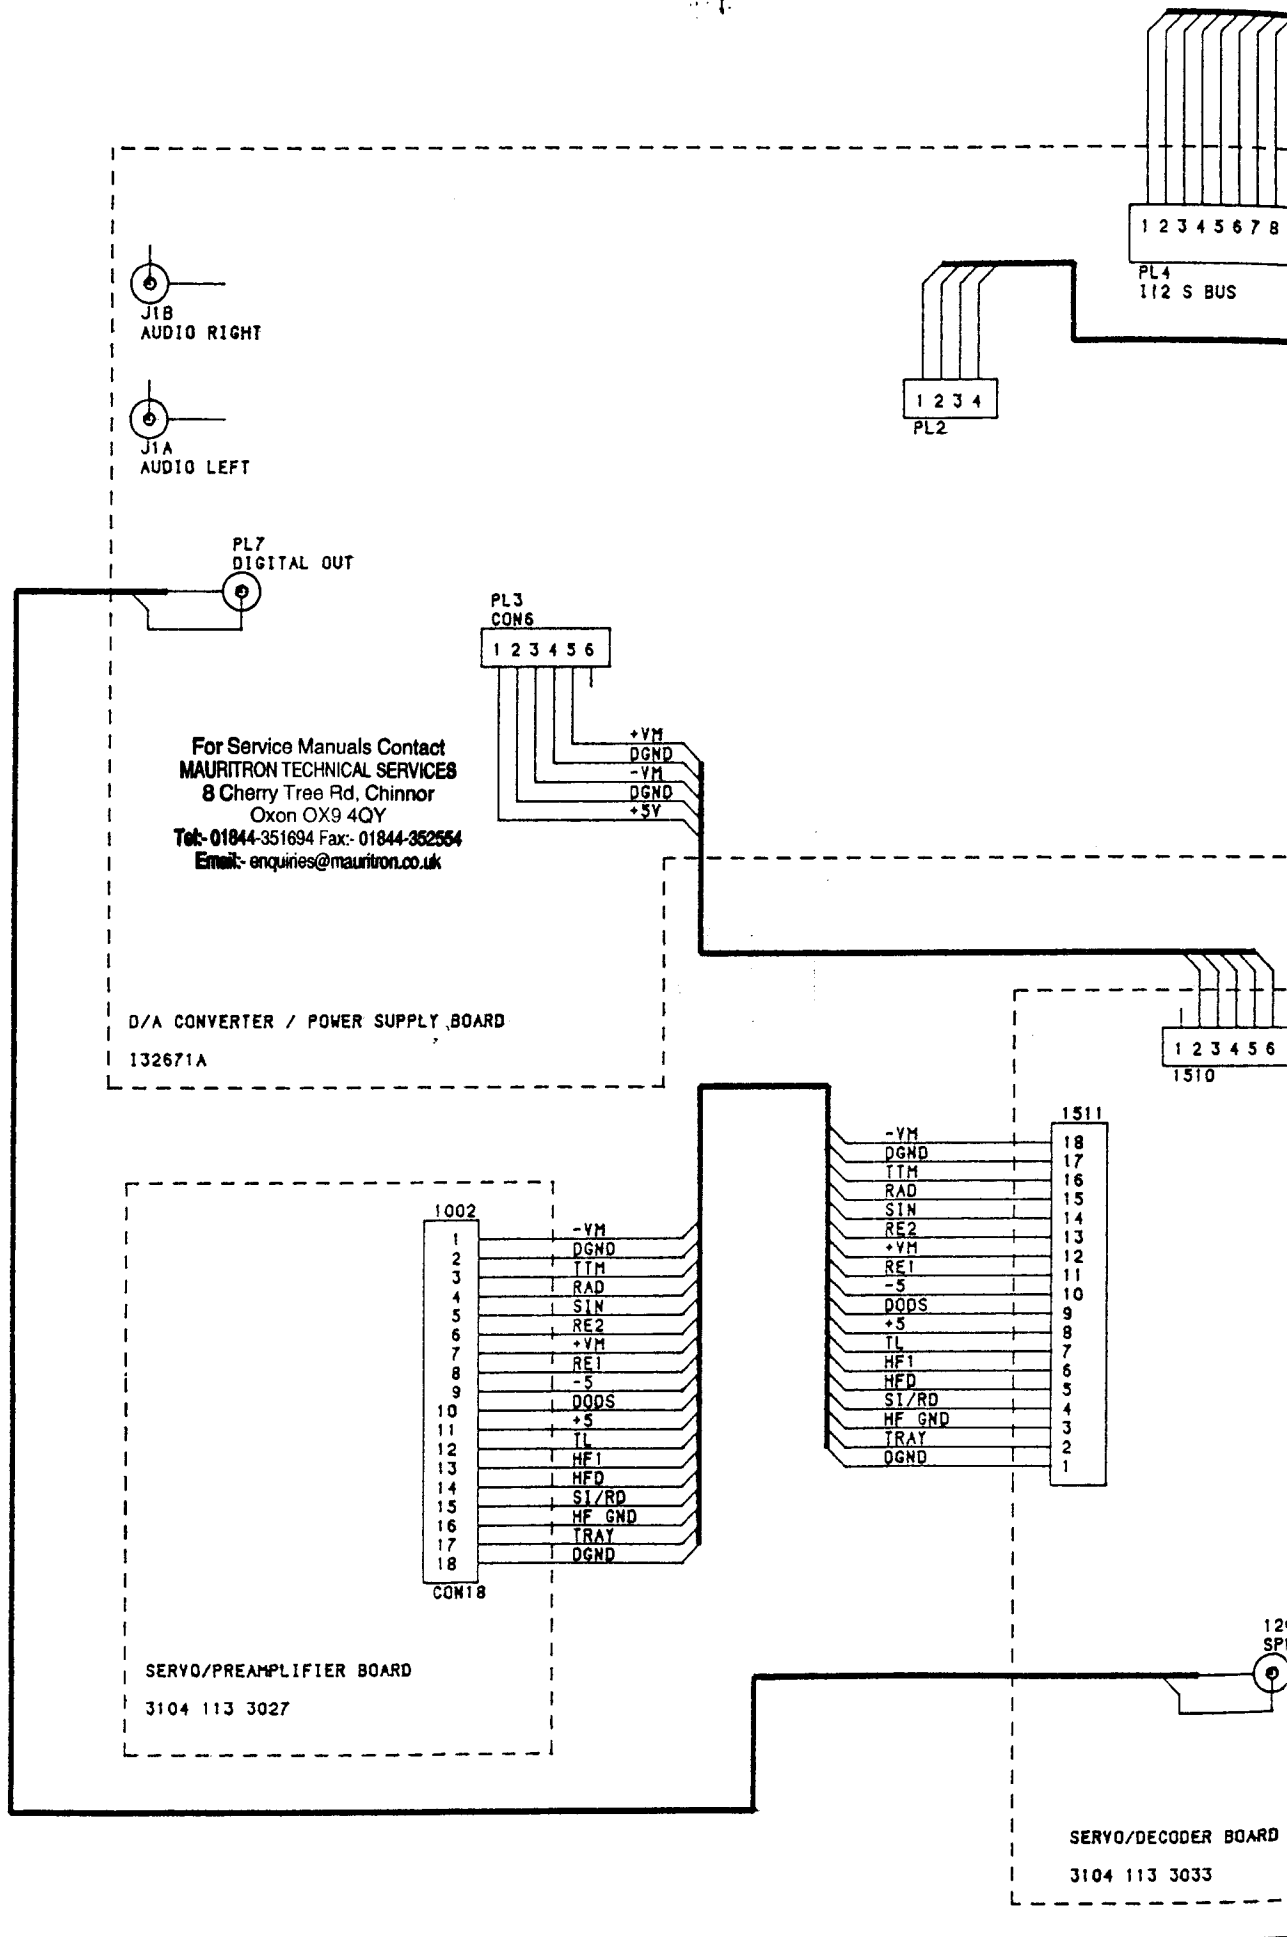 1 2 3 4 5 6 7 8
PL4
I12 S BUS
J1B
AUDIO RIGHT
1 2 3 4
PL2
J1A
AUDIO LEFT
PL7
DIGITAL OUT
PL3
CON6
1 2 3 4 5 6
+VM
DGND
-VM
DGND
+5V
For Service Manuals Contact
MAURITRON TECHNICAL SERVICES
8 Cherry Tree Rd, Chinnor
Oxon OX9 4QY
Tel:- 01844-351694 Fax:- 01844-352554
Email:- enquiries@mauritron.co.uk
D/A CONVERTER / POWER SUPPLY BOARD
132671A
1 2 3 4 5 6
1510
1511
-VM 18
DGND 17
TTM 16
RAD 15
SIN 14
RE2 13
+VM 12
RE1 11
-5 10
DODS 9
+5 8
TL 7
HF1 6
HFD 5
SI/RD 4
HF GND 3
TRAY 2
DGND 1
1002
1 -VM
2 DGND
3 TTM
4 RAD
5 SIN
6 RE2
7 +VM
8 RE1
9 -5
10 DODS
11 +5
12 TL
13 HF1
14 HFD
15 SI/RD
16 HF GND
17 TRAY
18 DGND
CON18
SERVO/PREAMPLIFIER BOARD
3104 113 3027
SERVO/DECODER BOARD
3104 113 3033